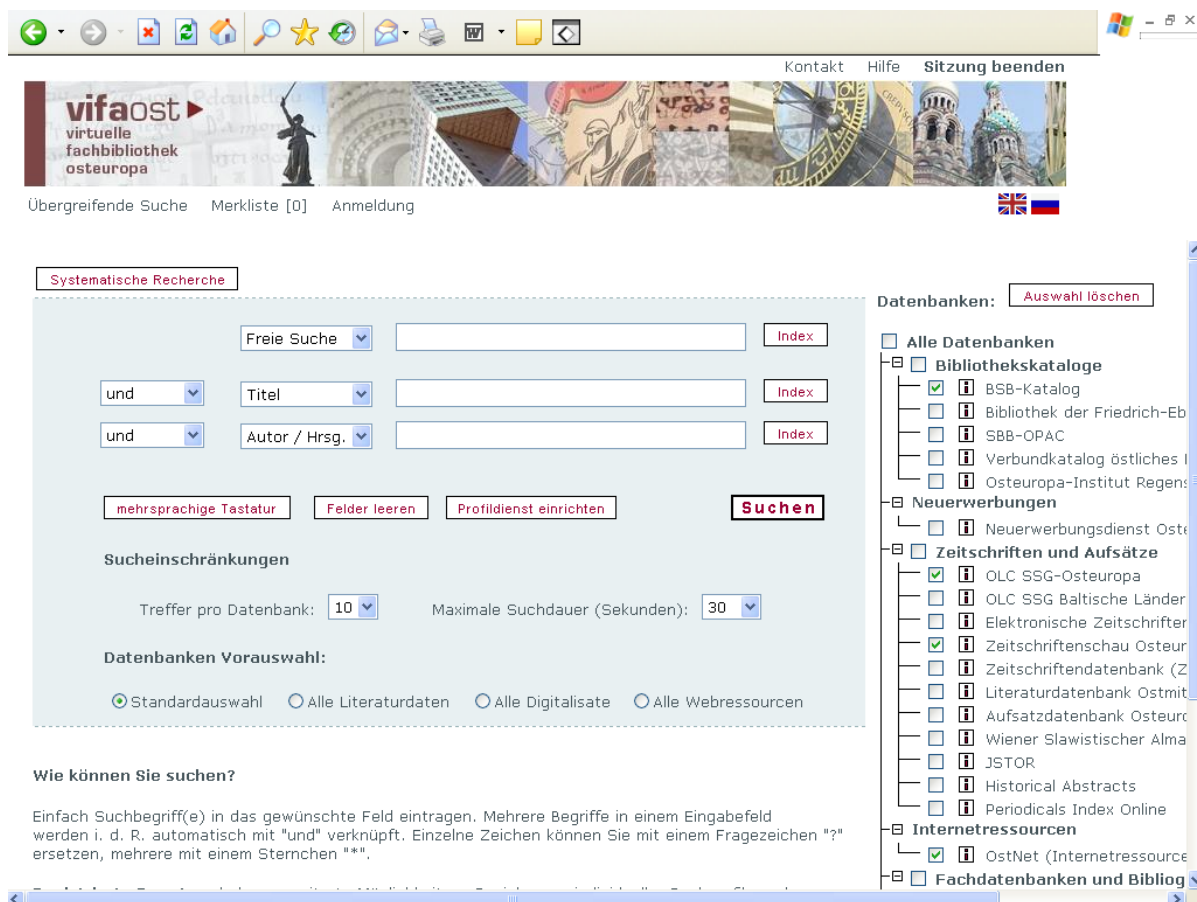 Kontakt Hilfe Sitzung beenden
vifaost
virtuelle
fachbibliothek
osteuropa
Übergreifende Suche Merkliste [0] Anmeldung
Systematische Recherche
Freie Suche Index
und Titel Index
und Autor / Hrsg. Index
mehrsprachige Tastatur Felder leeren Profildienst einrichten Suchen
Sucheinschränkungen
Treffer pro Datenbank: 10 Maximale Suchdauer (Sekunden): 30
Datenbanken Vorauswahl:
Standardauswahl Alle Literaturdaten Alle Digitalisate Alle Webressourcen
Wie können Sie suchen?
Einfach Suchbegriff(e) in das gewünschte Feld eintragen. Mehrere Begriffe in einem Eingabefeld
werden i. d. R. automatisch mit "und" verknüpft. Einzelne Zeichen können Sie mit einem Fragezeichen "?"
ersetzen, mehrere mit einem Sternchen "*".
Datenbanken: Auswahl löschen
Alle Datenbanken
Bibliothekskataloge
BSB-Katalog
Bibliothek der Friedrich-Eb
SBB-OPAC
Verbundkatalog östliches
Osteuropa-Institut Regens
Neuerwerbungen
Neuerwerbungsdienst Oste
Zeitschriften und Aufsätze
OLC SSG-Osteuropa
OLC SSG Baltische Länder
Elektronische Zeitschrifter
Zeitschriftenschau Osteur
Zeitschriftendatenbank (Z
Literaturdatenbank Ostmit
Aufsatzdatenbank Osteuro
Wiener Slawistischer Alma
JSTOR
Historical Abstracts
Periodicals Index Online
Internetressourcen
OstNet (Internetressource
Fachdatenbanken und Bibliog